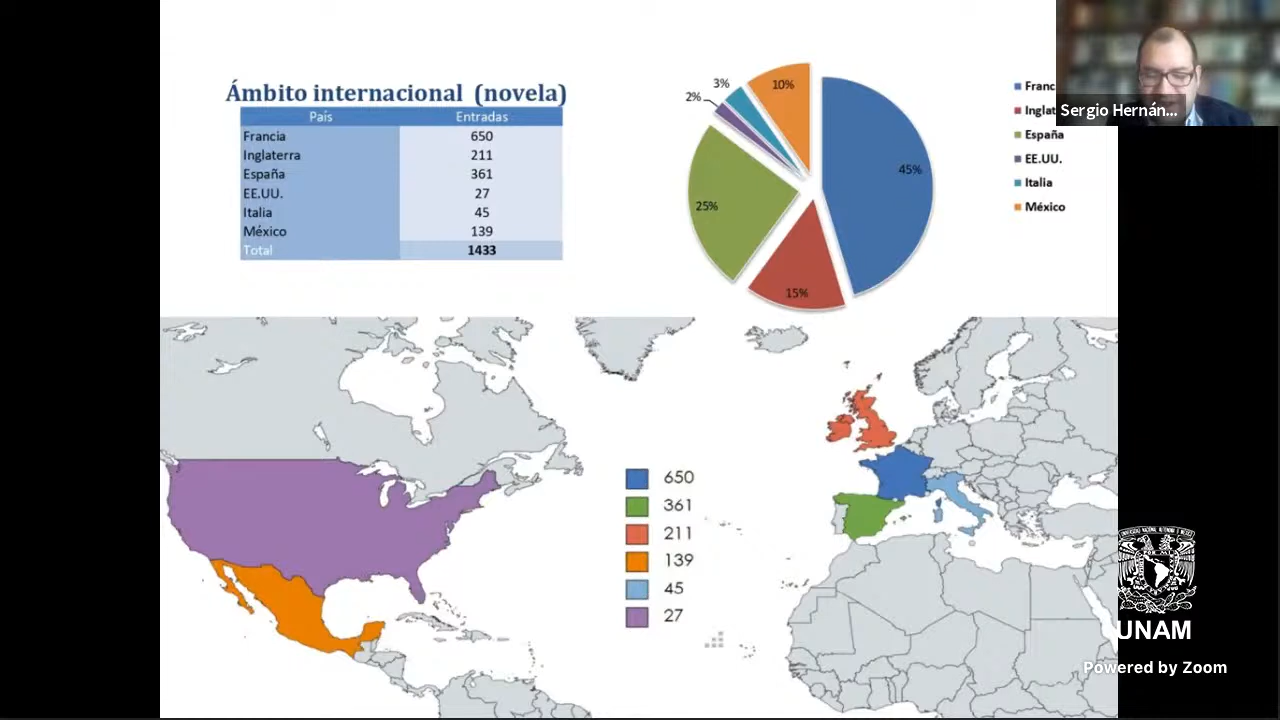 Ámbito internacional (novela)
País Entradas
Francia 650
Inglaterra 211
España 361
EE.UU. 27
Italia 45
México 139
Total 1433
3%
10%
2%
45%
25%
15%
Franc
Inglat
España
EE.UU.
Italia
México
Sergio Hernán...
650
361
211
139
45
27
UNAM
Powered by Zoom